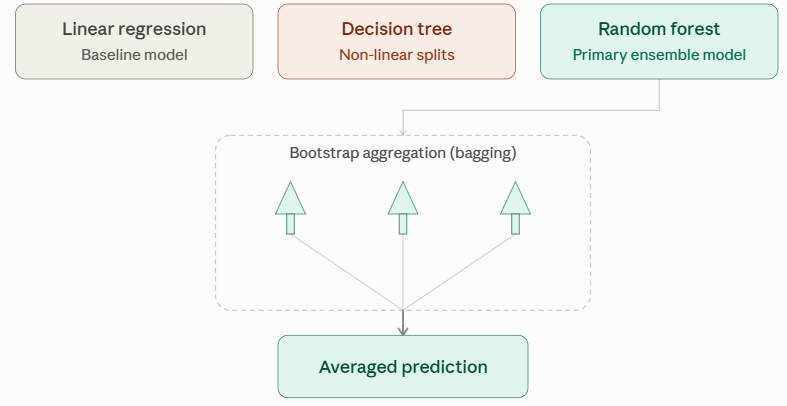 Linear regression
Baseline model
Decision tree
Non-linear splits
Random forest
Primary ensemble model
Bootstrap aggregation (bagging)
Averaged prediction